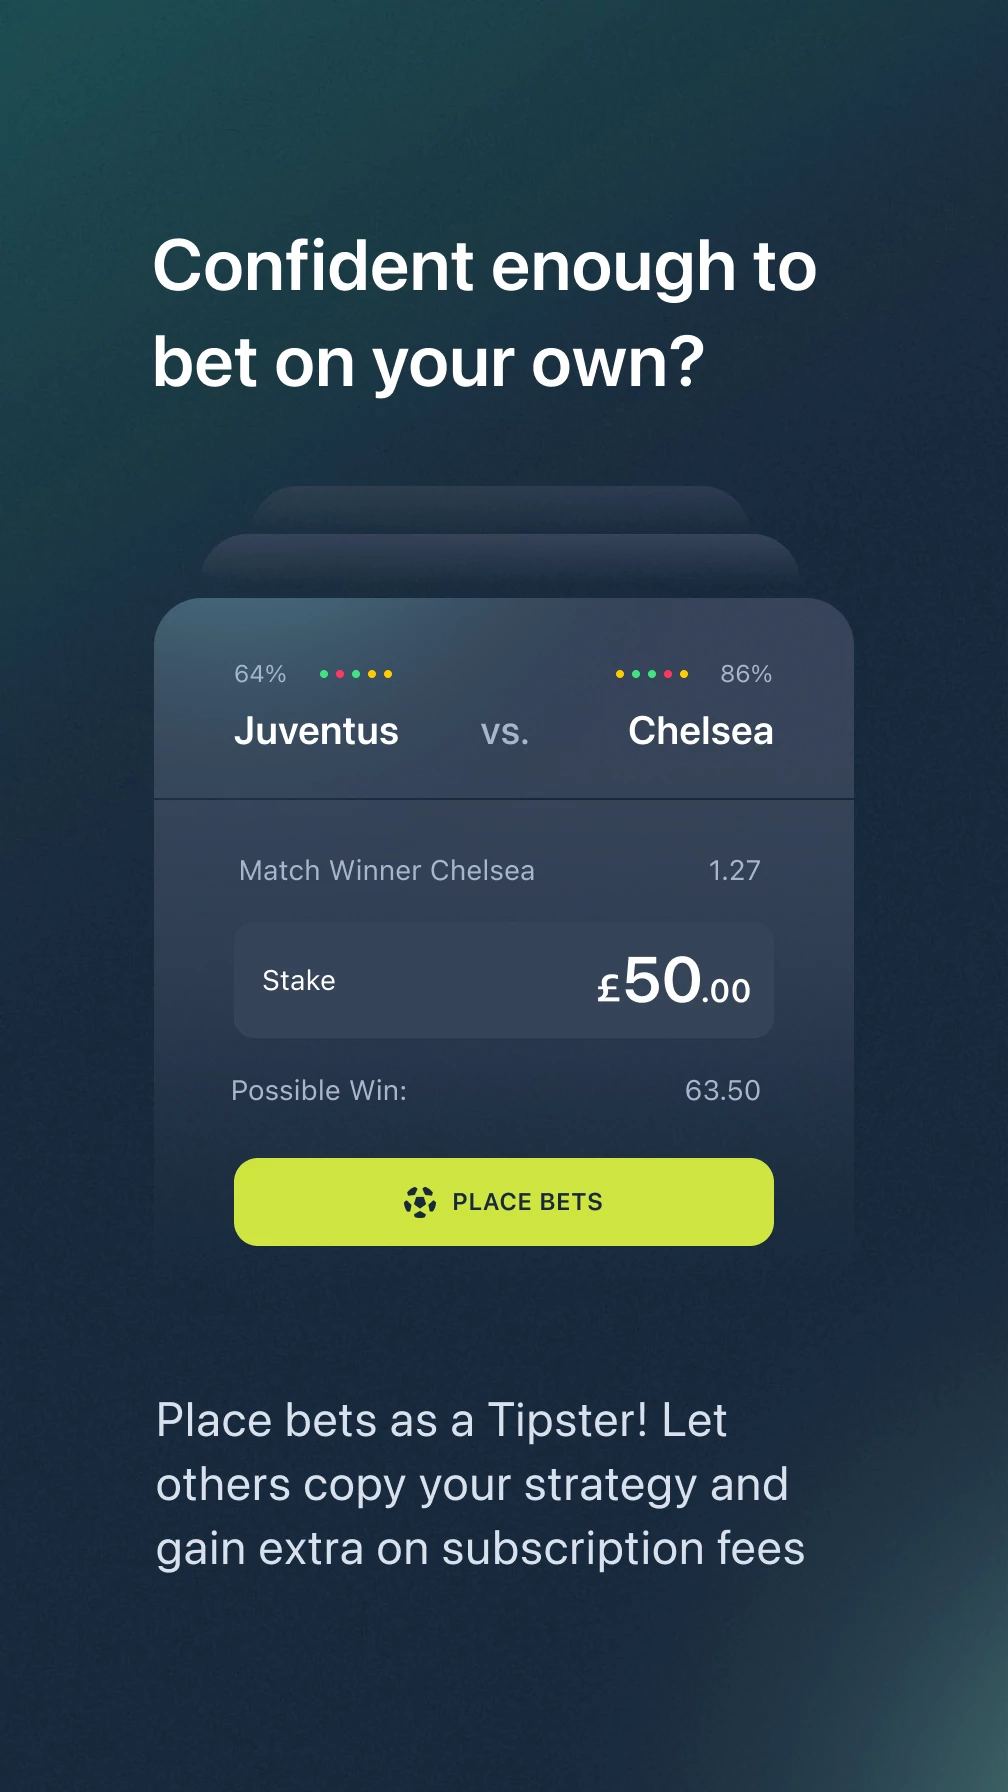 Confident enough to
bet on your own?
64% 86%
Juventus vs. Chelsea
Match Winner Chelsea 1.27
Stake £50.00
Possible Win: 63.50
PLACE BETS
Place bets as a Tipster! Let
others copy your strategy and
gain extra on subscription fees